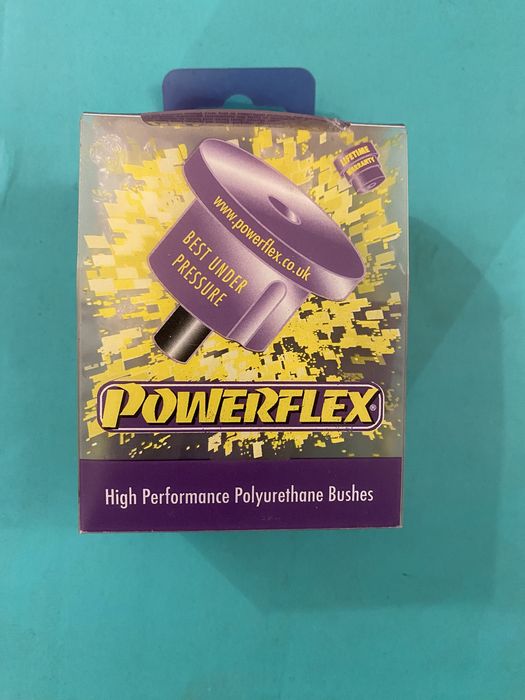 LIFETIME
WARRANTY
www.powerflex.co.uk
BEST UNDER
PRESSURE
POWERFLEX®
High Performance Polyurethane Bushes